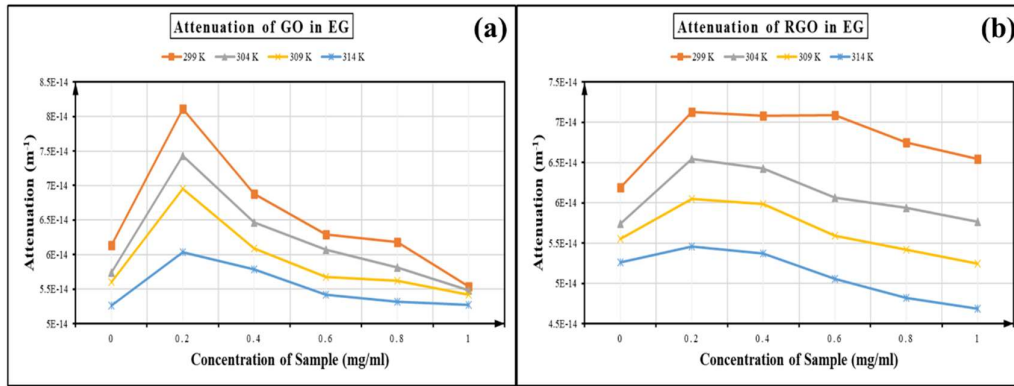 Attenuation of GO in EG
(a)
299 K 304 K 309 K 314 K
8.5E-14
8E-14
7.5E-14
7E-14
6.5E-14
6E-14
5.5E-14
5E-14
Attenuation (m⁻¹)
0 0.2 0.4 0.6 0.8 1
Concentration of Sample (mg/ml)
Attenuation of RGO in EG
(b)
299 K 304 K 309 K 314 K
7.5E-14
7E-14
6.5E-14
6E-14
5.5E-14
5E-14
4.5E-14
Attenuation (m⁻¹)
0 0.2 0.4 0.6 0.8 1
Concentration of Sample (mg/ml)